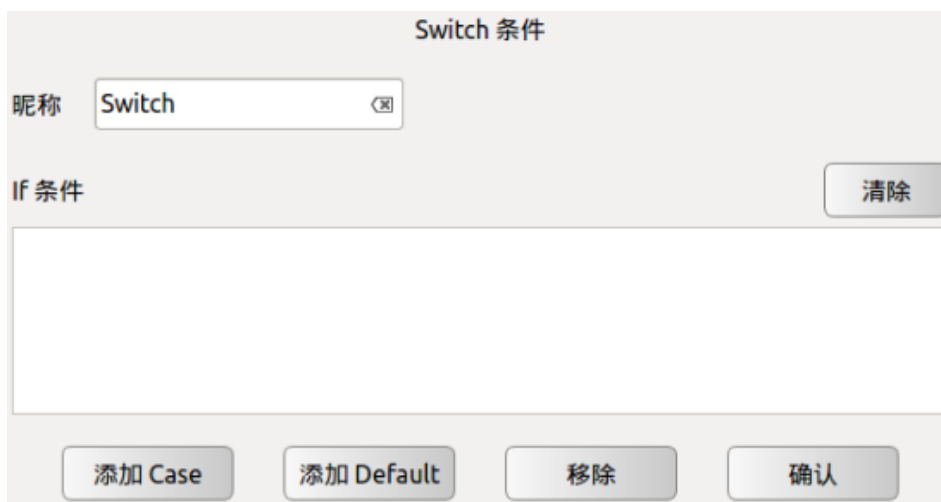 Switch 条件
昵称 Switch
If 条件 清除
添加 Case 添加 Default 移除 确认